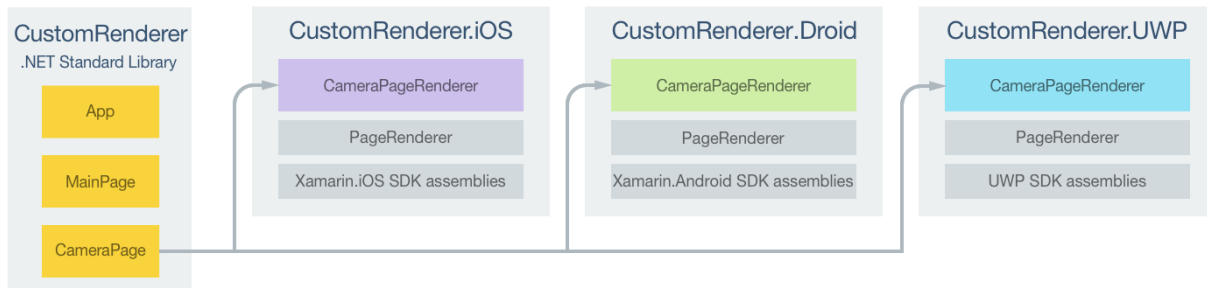 CustomRenderer
.NET Standard Library
App
MainPage
CameraPage
CustomRenderer.iOS
CameraPageRenderer
PageRenderer
Xamarin.iOS SDK assemblies
CustomRenderer.Droid
CameraPageRenderer
PageRenderer
Xamarin.Android SDK assemblies
CustomRenderer.UWP
CameraPageRenderer
PageRenderer
UWP SDK assemblies